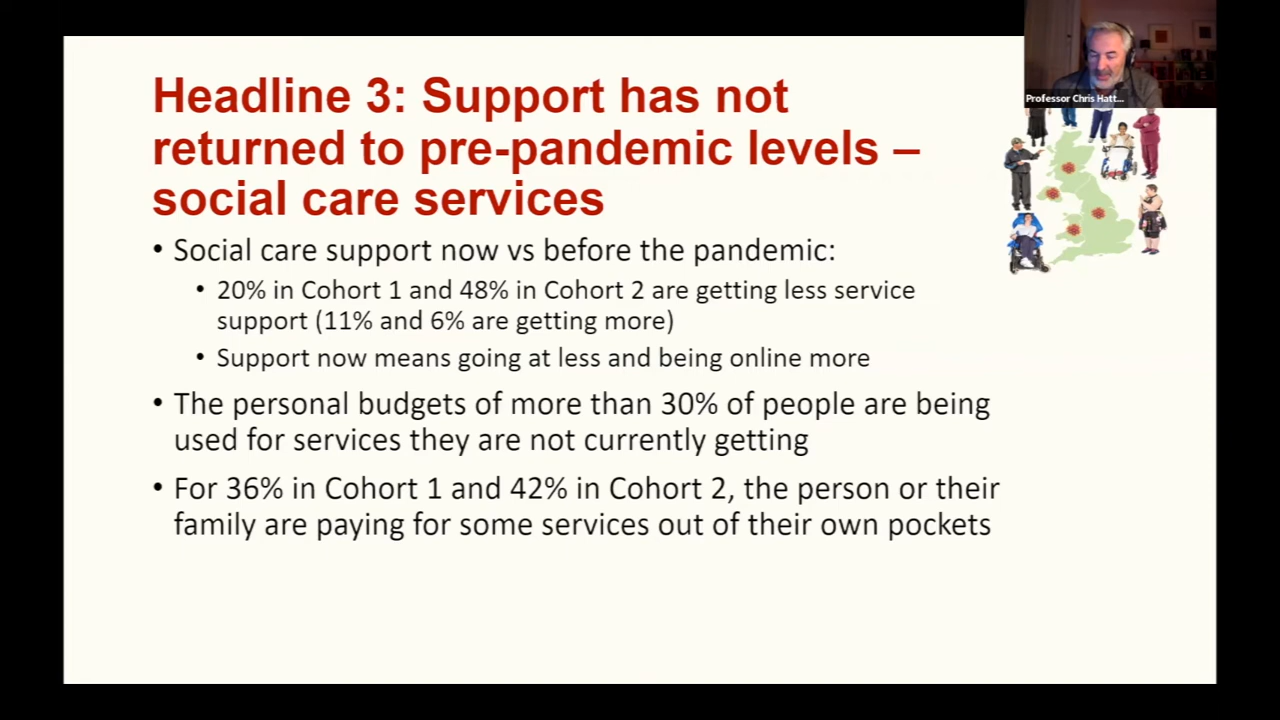 Professor Chris Hatt...
Headline 3: Support has not
returned to pre-pandemic levels –
social care services
• Social care support now vs before the pandemic:
• 20% in Cohort 1 and 48% in Cohort 2 are getting less service
support (11% and 6% are getting more)
• Support now means going at less and being online more
• The personal budgets of more than 30% of people are being
used for services they are not currently getting
• For 36% in Cohort 1 and 42% in Cohort 2, the person or their
family are paying for some services out of their own pockets